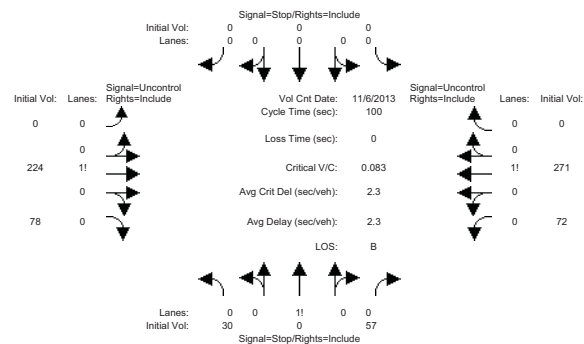 Signal=Stop/Rights=Include
Initial Vol: 0 0 0
Lanes: 0 0 0 0 0
Signal=Uncontrol
Initial Vol: Lanes: Rights=Include
Vol Cnt Date: 11/6/2013
Signal=Uncontrol
Rights=Include Lanes: Initial Vol:
Cycle Time (sec): 100
0 0
0 0
Loss Time (sec): 0
0
0
224 1!
Critical V/C: 0.083
1! 271
0
Avg Crit Del (sec/veh): 2.3
0
78 0
Avg Delay (sec/veh): 2.3
0 72
LOS: B
Lanes: 0 0 1! 0 0
Initial Vol: 30 0 57
Signal=Stop/Rights=Include